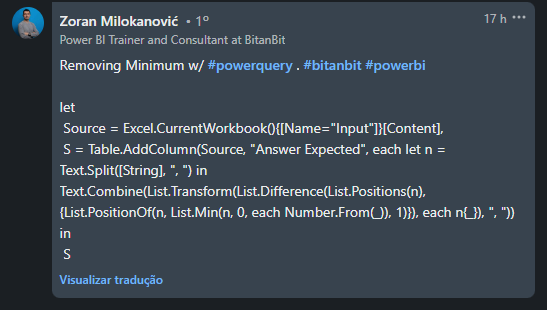 Zoran Milokanović • 1º
17 h •••
Power BI Trainer and Consultant at BitanBit
Removing Minimum w/ #powerquery . #bitanbit #powerbi
let
Source = Excel.CurrentWorkbook(){[Name="Input"]}[Content],
S = Table.AddColumn(Source, "Answer Expected", each let n =
Text.Split([String], ", ") in
Text.Combine(List.Transform(List.Difference(List.Positions(n),
{List.PositionOf(n, List.Min(n, 0, each Number.From(_)), 1)}), each n{_}), ", "))
in
S
Visualizar tradução